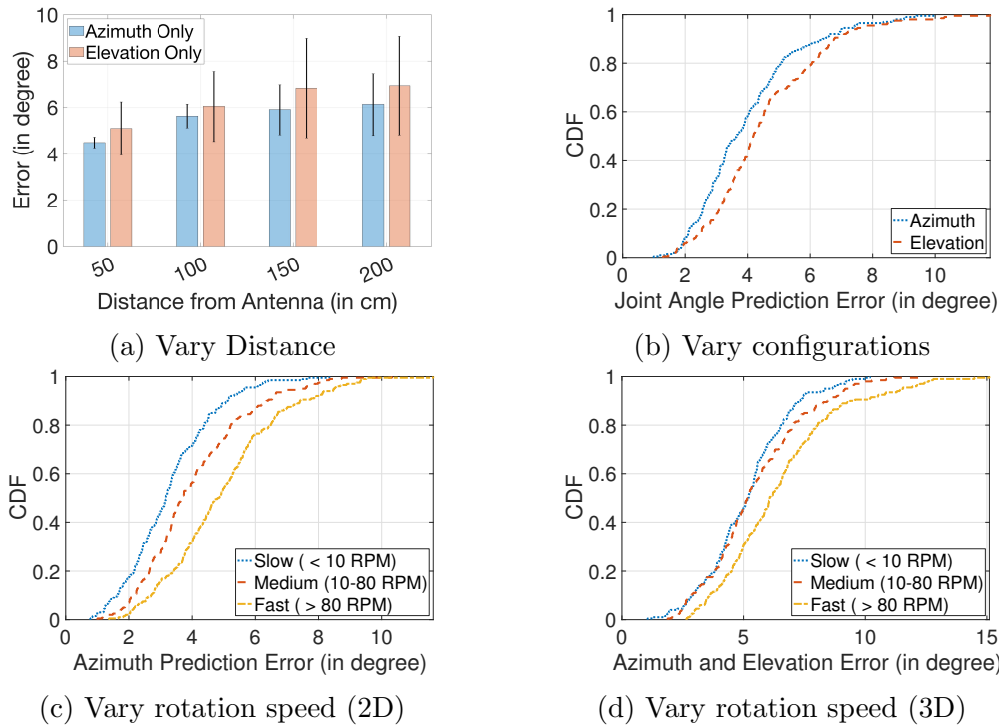 10
8
6
4
2
0
Error (in degree)
Azimuth Only
Elevation Only
50
100
150
200
Distance from Antenna (in cm)
(a) Vary Distance
1
0.8
0.6
0.4
0.2
0
CDF
Azimuth
Elevation
0 2 4 6 8 10
Joint Angle Prediction Error (in degree)
(b) Vary configurations
1
0.8
0.6
0.4
0.2
0
CDF
Slow ( < 10 RPM)
Medium (10-80 RPM)
Fast ( > 80 RPM)
0 2 4 6 8 10
Azimuth Prediction Error (in degree)
(c) Vary rotation speed (2D)
1
0.8
0.6
0.4
0.2
0
CDF
Slow ( < 10 RPM)
Medium (10-80 RPM)
Fast ( > 80 RPM)
0 5 10 15
Azimuth and Elevation Error (in degree)
(d) Vary rotation speed (3D)